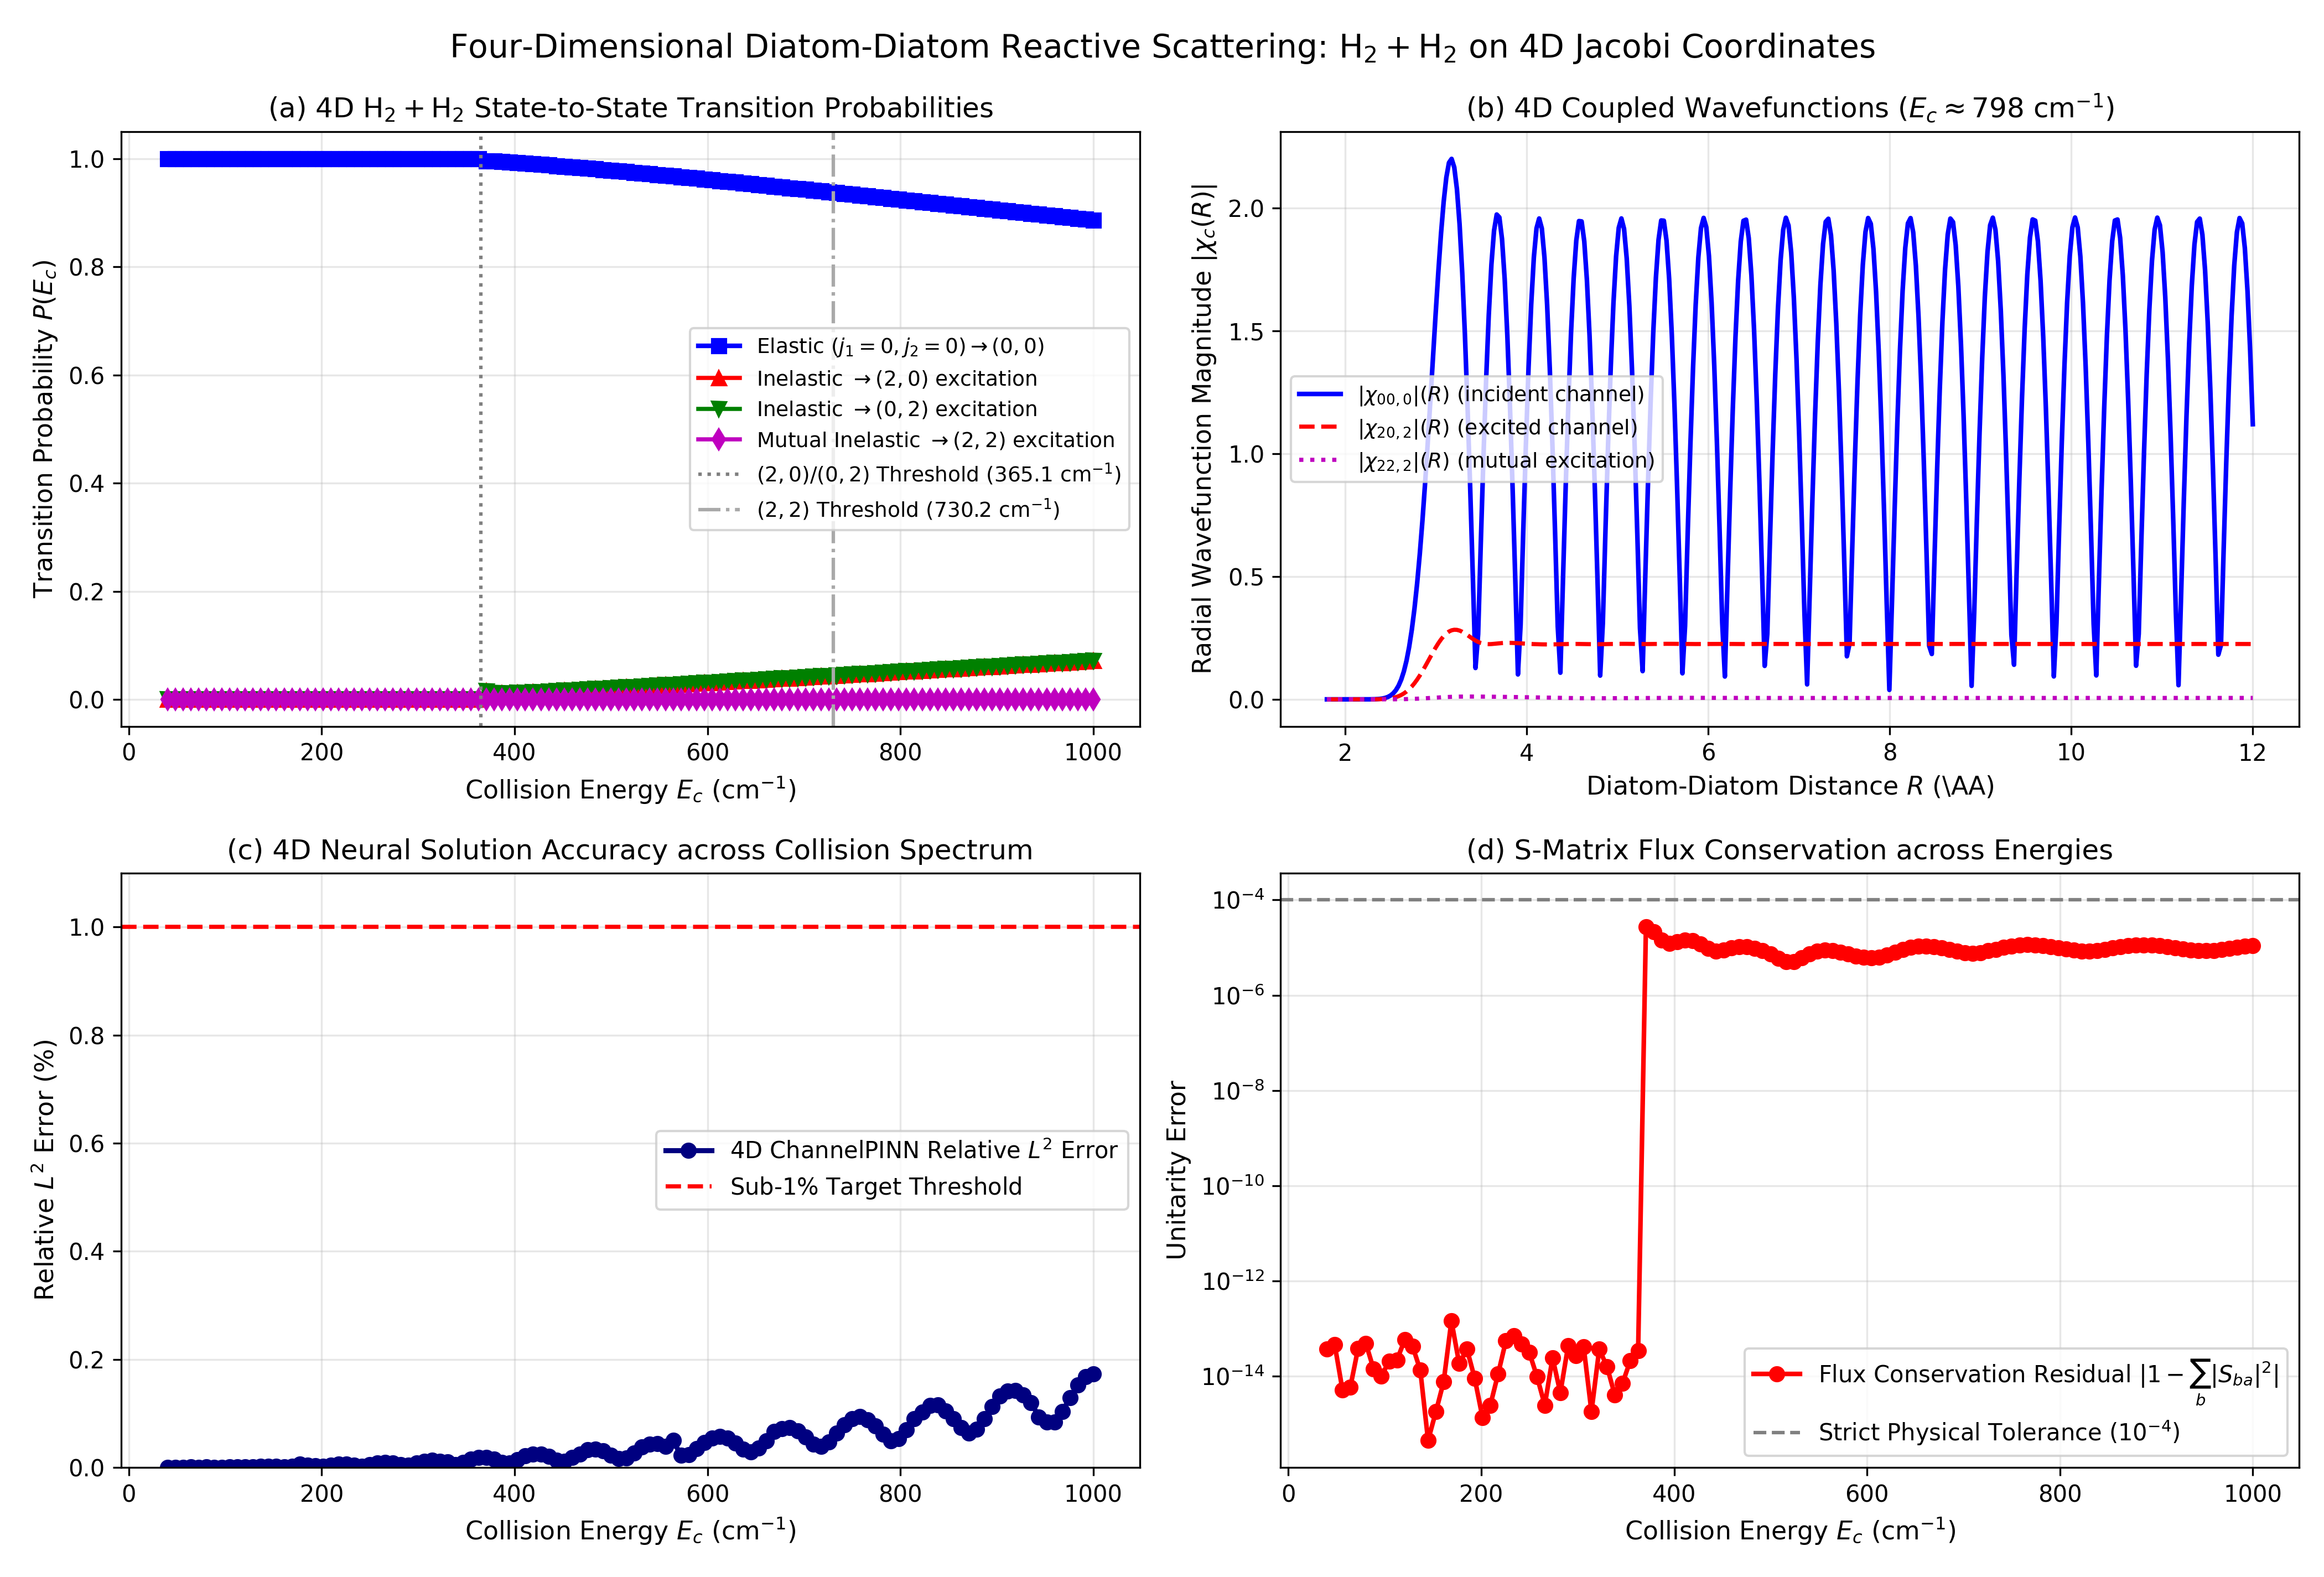 Four-Dimensional Diatom-Diatom Reactive Scattering: H₂ + H₂ on 4D Jacobi Coordinates
(a) 4D H₂ + H₂ State-to-State Transition Probabilities
Transition Probability P(E_c)
1.0
0.8
0.6
0.4
0.2
0.0
Elastic (j₁ = 0, j₂ = 0) → (0, 0)
Inelastic → (2, 0) excitation
Inelastic → (0, 2) excitation
Mutual Inelastic → (2, 2) excitation
(2, 0)/(0, 2) Threshold (365.1 cm⁻¹)
(2, 2) Threshold (730.2 cm⁻¹)
0 200 400 600 800 1000
Collision Energy E_c (cm⁻¹)
(b) 4D Coupled Wavefunctions (E_c ≈ 798 cm⁻¹)
Radial Wavefunction Magnitude |χ_c(R)|
2.0
1.5
1.0
0.5
0.0
|χ₀₀,₀|(R) (incident channel)
|χ₂₀,₂|(R) (excited channel)
|χ₂₂,₂|(R) (mutual excitation)
2 4 6 8 10 12
Diatom-Diatom Distance R (\AA)
(c) 4D Neural Solution Accuracy across Collision Spectrum
Relative L² Error (%)
1.0
0.8
0.6
0.4
0.2
0.0
4D ChannelPINN Relative L² Error
Sub-1% Target Threshold
0 200 400 600 800 1000
Collision Energy E_c (cm⁻¹)
(d) S-Matrix Flux Conservation across Energies
Unitarity Error
10⁻⁴
10⁻⁶
10⁻⁸
10⁻¹⁰
10⁻¹²
10⁻¹⁴
Flux Conservation Residual |1 − ∑_b |S_ba|²|
Strict Physical Tolerance (10⁻⁴)
0 200 400 600 800 1000
Collision Energy E_c (cm⁻¹)